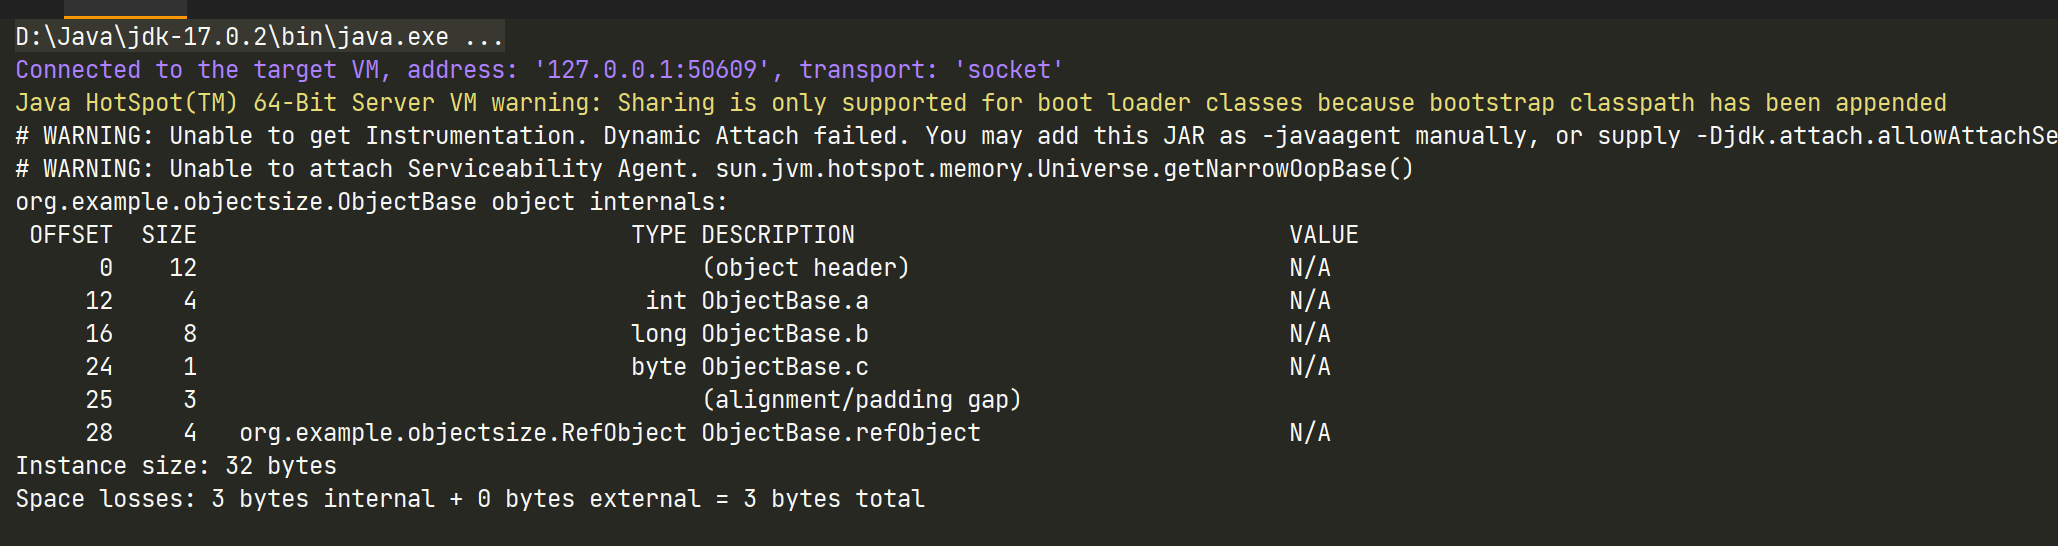 D:\Java\jdk-17.0.2\bin\java.exe ...
Connected to the target VM, address: '127.0.0.1:50609', transport: 'socket'
Java HotSpot(TM) 64-Bit Server VM warning: Sharing is only supported for boot loader classes because bootstrap classpath has been appended
# WARNING: Unable to get Instrumentation. Dynamic Attach failed. You may add this JAR as -javaagent manually, or supply -Djdk.attach.allowAttachSe
# WARNING: Unable to attach Serviceability Agent. sun.jvm.hotspot.memory.Universe.getNarrowOopBase()
org.example.objectsize.ObjectBase object internals:
OFFSET SIZE TYPE DESCRIPTION VALUE
0 12 (object header) N/A
12 4 int ObjectBase.a N/A
16 8 long ObjectBase.b N/A
24 1 byte ObjectBase.c N/A
25 3 (alignment/padding gap)
28 4 org.example.objectsize.RefObject ObjectBase.refObject N/A
Instance size: 32 bytes
Space losses: 3 bytes internal + 0 bytes external = 3 bytes total